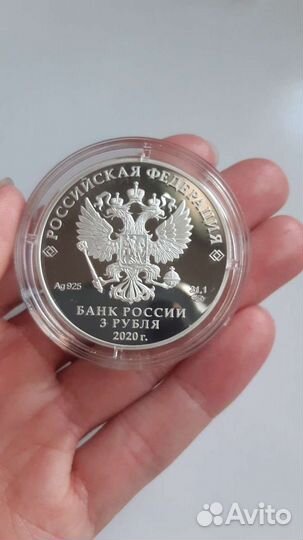 РОССИЙСКАЯ ФЕДЕРАЦИЯ
Ag 925
31,1
БАНК РОССИИ
3 РУБЛЯ
2020 г.
Avito